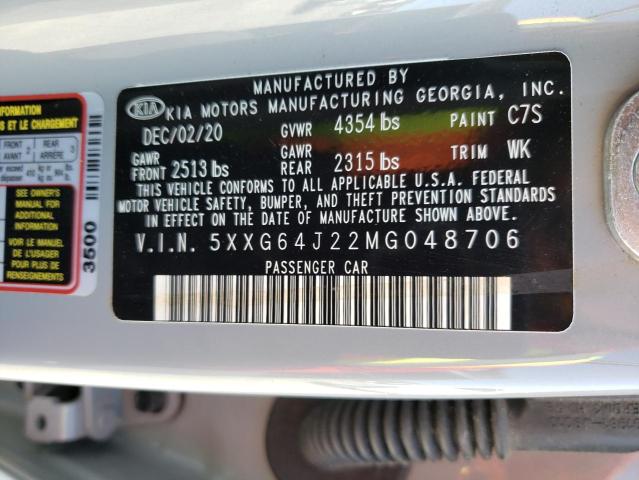 MANUFACTURED BY
KIA KIA MOTORS MANUFACTURING GEORGIA, INC.
DEC/02/20 GVWR 4354 lbs PAINT C7S
GAWR FRONT 2513 lbs GAWR REAR 2315 lbs TRIM WK
THIS VEHICLE CONFORMS TO ALL APPLICABLE U.S.A. FEDERAL
MOTOR VEHICLE SAFETY, BUMPER, AND THEFT PREVENTION STANDARDS
IN EFFECT ON THE DATE OF MANUFACTURE SHOWN ABOVE.
V.I.N. 5XXG64J22MG048706
PASSENGER CAR
INFORMATION
S ET LE CHARGEMENT
FRONT REAR 3
AVANT ARRIÈRE
SEE OWNER'S
MANUAL FOR
ADDITIONAL
INFORMATION
VOIR LE MANUEL
DE L'USAGER
POUR PLUS DE
RENSEIGNEMENTS
3500